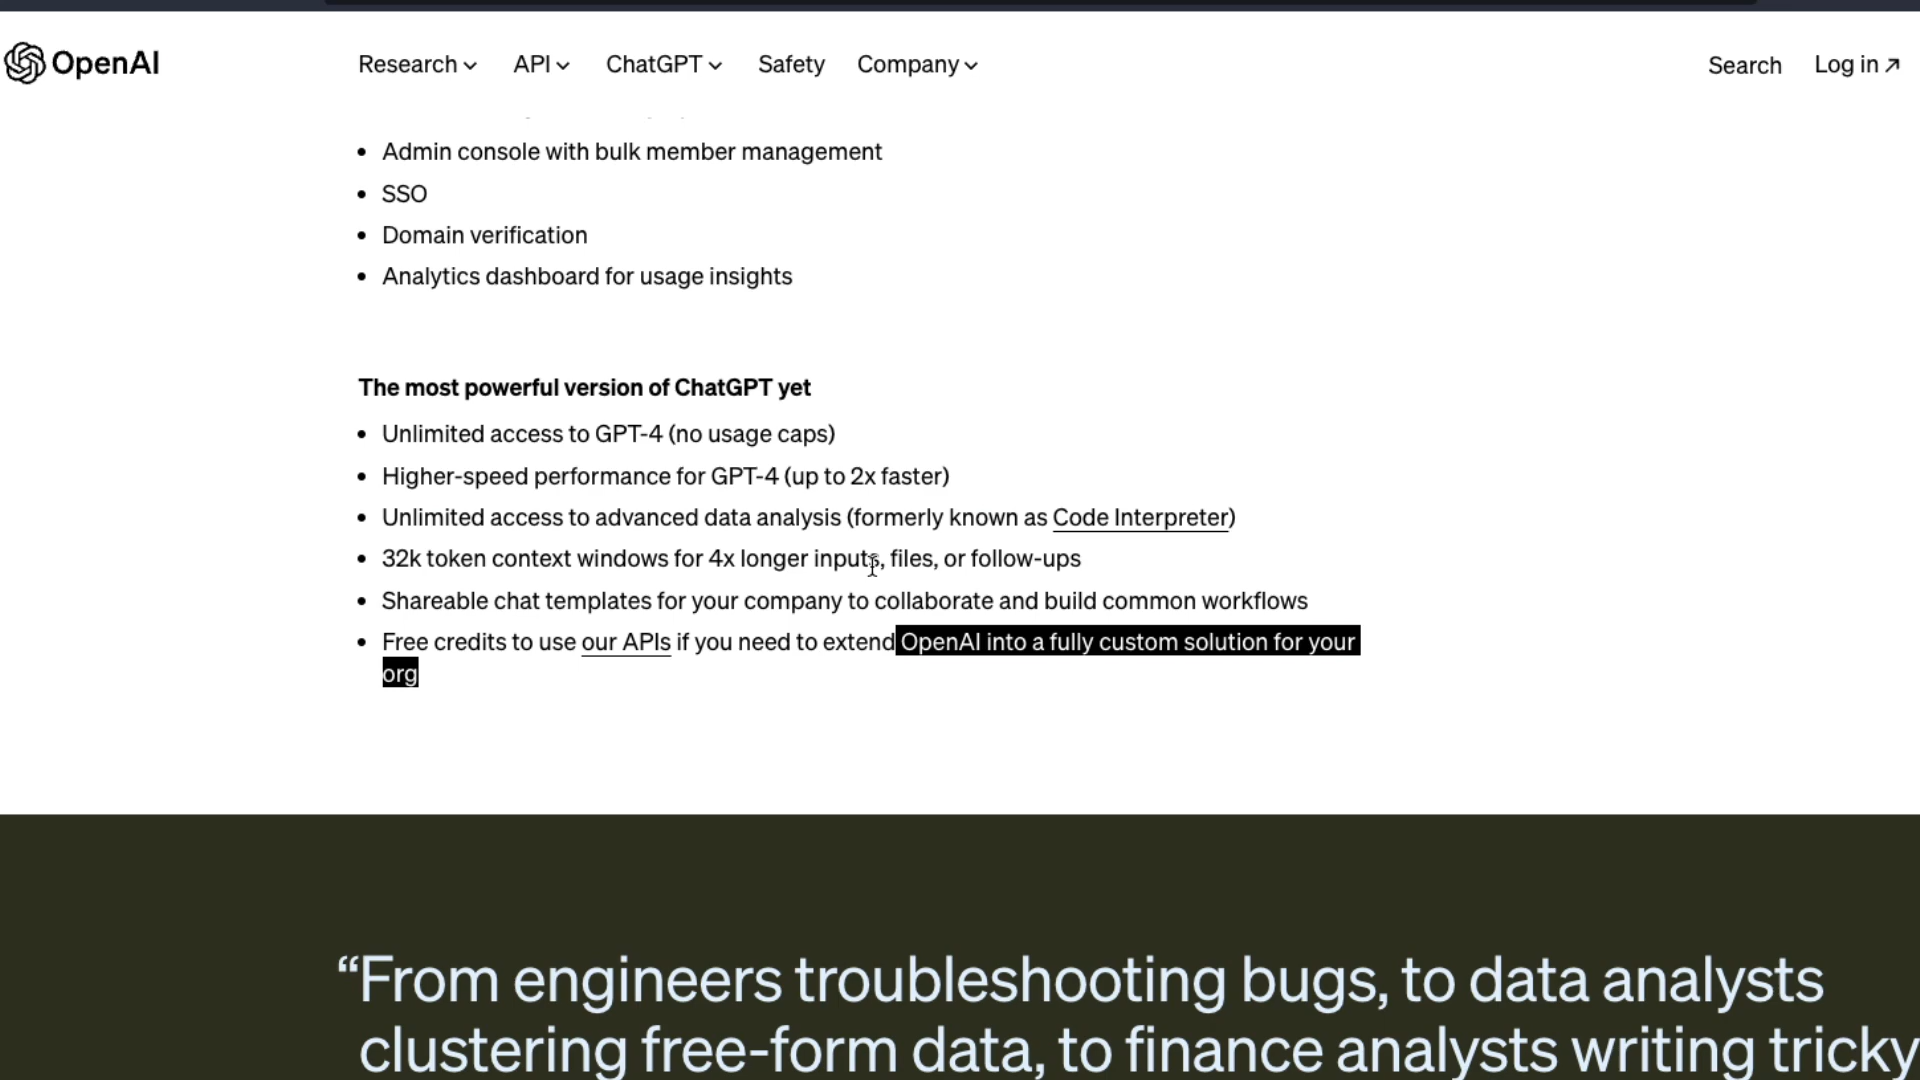 OpenAI
Research API ChatGPT Safety Company Search Log in ↗
• Admin console with bulk member management
• SSO
• Domain verification
• Analytics dashboard for usage insights
The most powerful version of ChatGPT yet
• Unlimited access to GPT-4 (no usage caps)
• Higher-speed performance for GPT-4 (up to 2x faster)
• Unlimited access to advanced data analysis (formerly known as Code Interpreter)
• 32k token context windows for 4x longer inputs, files, or follow-ups
• Shareable chat templates for your company to collaborate and build common workflows
• Free credits to use our APIs if you need to extend OpenAI into a fully custom solution for your
org
“From engineers troubleshooting bugs, to data analysts
clustering free-form data, to finance analysts writing tricky